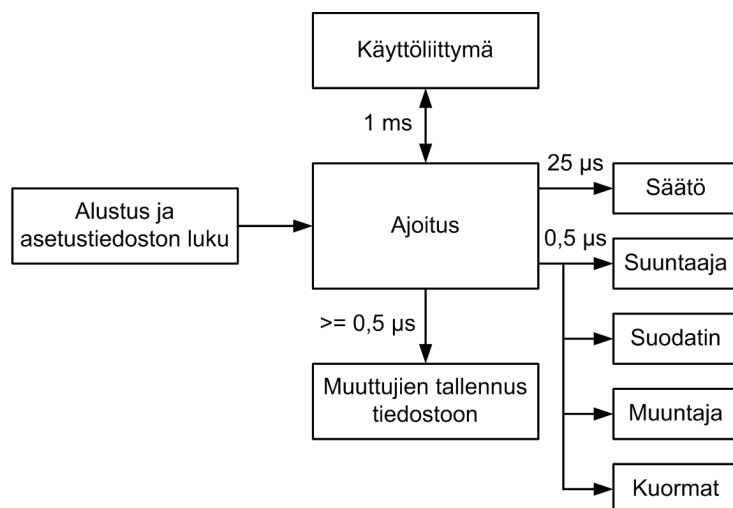 Käyttöliittymä
1 ms
25 µs
Säätö
Alustus ja
asetustiedoston luku
Ajoitus
0,5 µs
Suuntaaja
>= 0,5 µs
Suodatin
Muuttujien tallennus
tiedostoon
Muuntaja
Kuormat